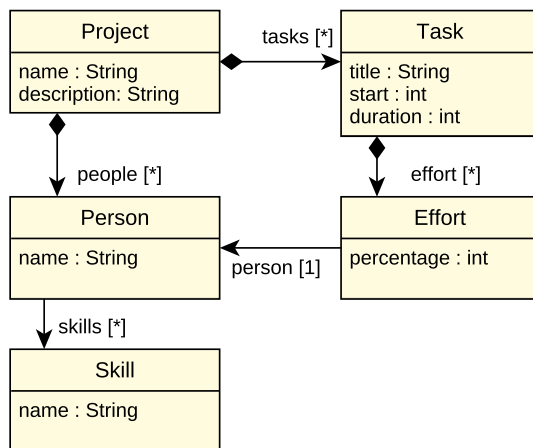 Project
name : String
description: String
tasks [*]
Task
title : String
start : int
duration : int
people [*]
effort [*]
Person
name : String
person [1]
Effort
percentage : int
skills [*]
Skill
name : String